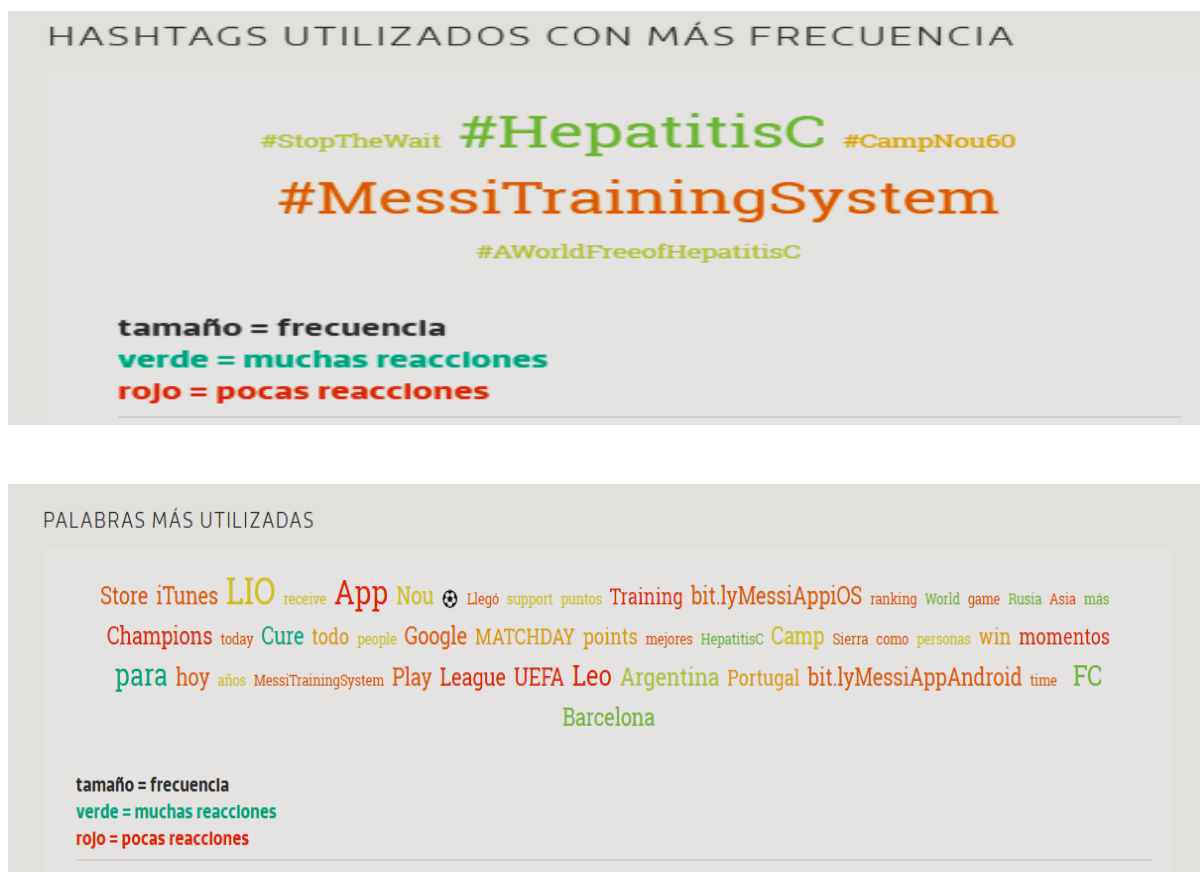 HASHTAGS UTILIZADOS CON MÁS FRECUENCIA
#StopTheWait #HepatitisC #CampNou60
#MessiTrainingSystem
#AWorldFreeofHepatitisC
tamaño = frecuencia
verde = muchas reacciones
rojo = pocas reacciones
PALABRAS MÁS UTILIZADAS
Store iTunes LIO receive App Nou ⚽ Llegó support puntos Training bit.lyMessiAppiOS ranking World game Rusia Asia más
Champions today Cure todo people Google MATCHDAY points mejores HepatitisC Camp Sierra como personas win momentos
para hoy años MessiTrainingSystem Play League UEFA Leo Argentina Portugal bit.lyMessiAppAndroid time FC
Barcelona
tamaño = frecuencia
verde = muchas reacciones
rojo = pocas reacciones